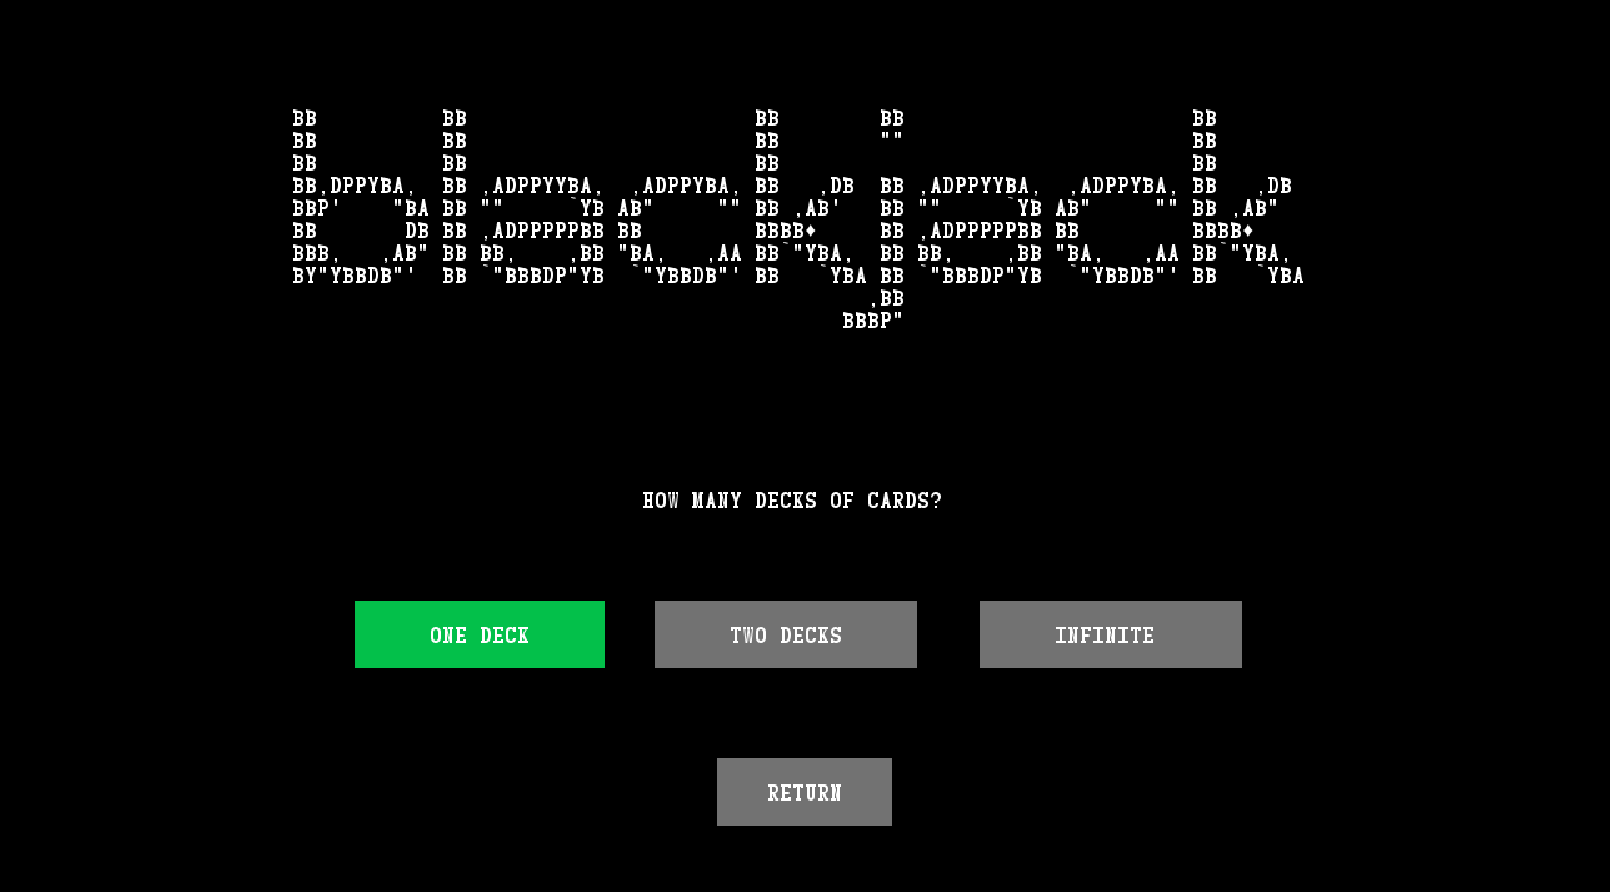 BB          BB                       BB        BB                       BB
BB          BB                       BB        ""                       BB
BB          BB                       BB                                 BB
BB,DPPYBA,  BB ,ADPPYYBA,  ,ADPPYBA, BB   ,DB  BB ,ADPPYYBA,  ,ADPPYBA, BB   ,DB
BBP'    "BA BB ""     `YB AB"     "" BB ,AB'   BB ""     `YB AB"     "" BB ,AB"
BB       DB BB ,ADPPPPPBB BB         BBBB♦     BB ,ADPPPPPBB BB         BBBB♦
BBB,   ,AB" BB BB,    ,BB "BA,   ,AA BB`"YBA,  BB BB,    ,BB "BA,   ,AA BB`"YBA,
BY"YBBDB"'  BB `"BBBDP"YB  `"YBBDB"' BB   `YBA BB `"BBBDP"YB  `"YBBDB"' BB   `YBA
                                              ,BB
                                            BBBP"
HOW MANY DECKS OF CARDS?
ONE DECK
TWO DECKS
INFINITE
RETURN